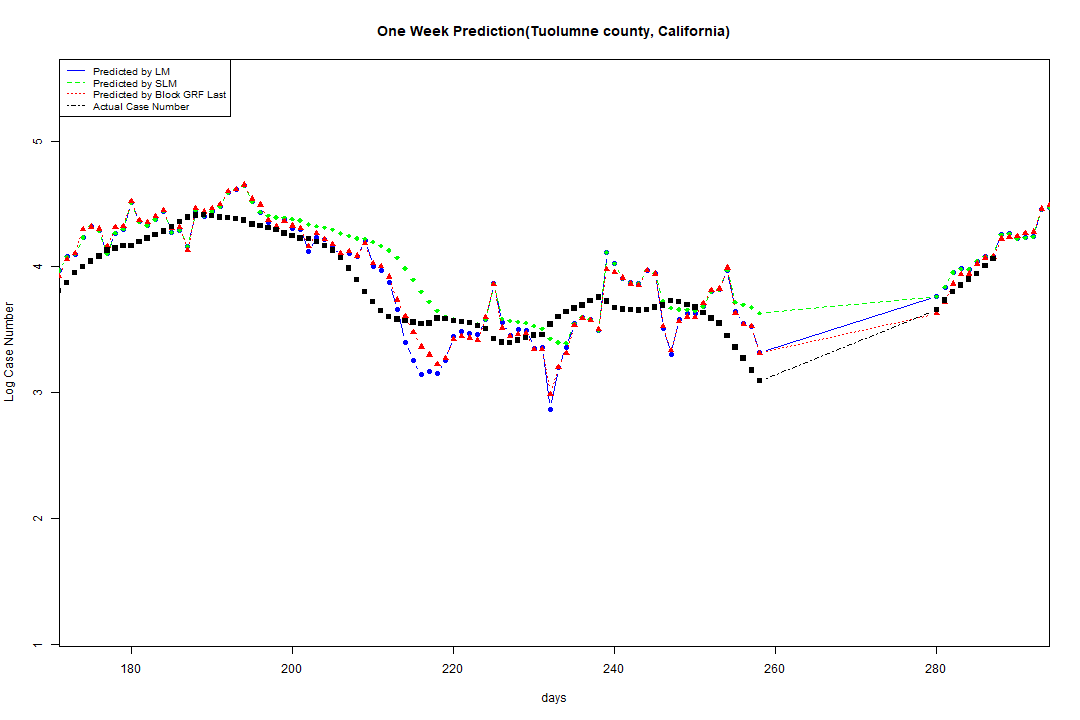 One Week Prediction(Tuolumne county, California)
Predicted by LM
Predicted by SLM
Predicted by Block GRF Last
Actual Case Number
5
4
3
2
1
Log Case Number
180 200 220 240 260 280
days